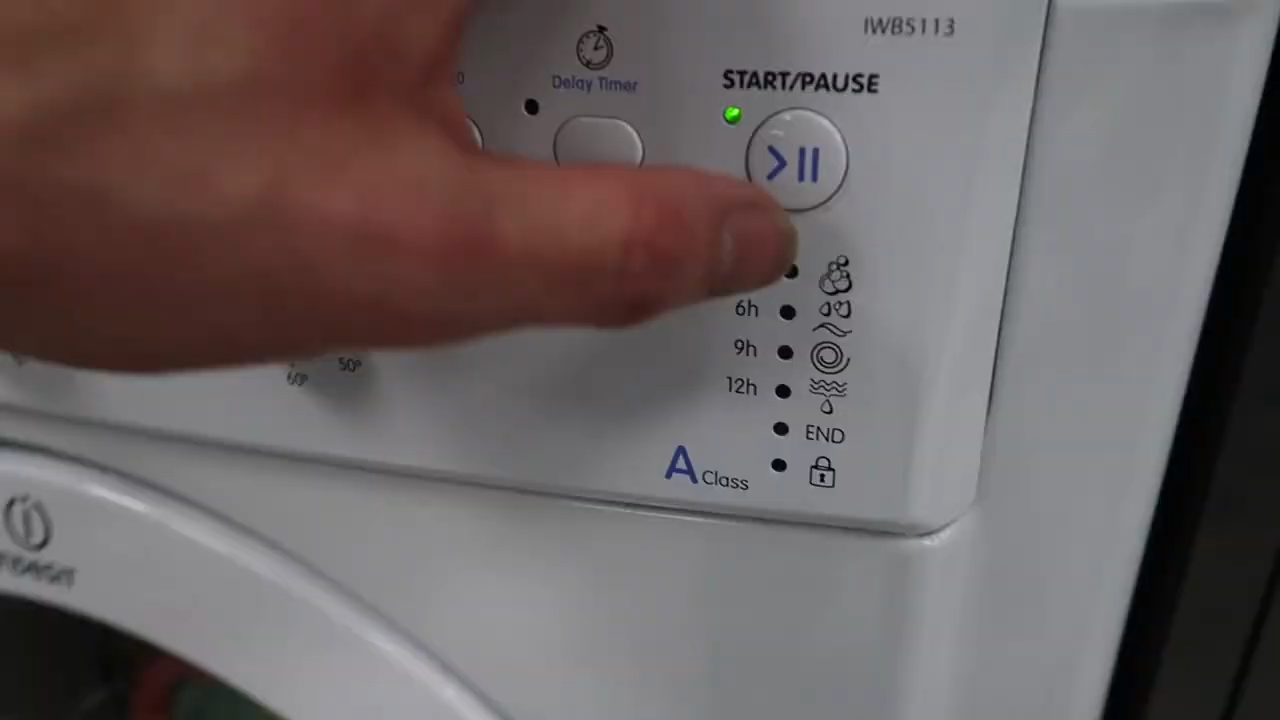 IWB5113
Delay Timer
START/PAUSE
6h
9h
12h
END
50°
60°
A Class